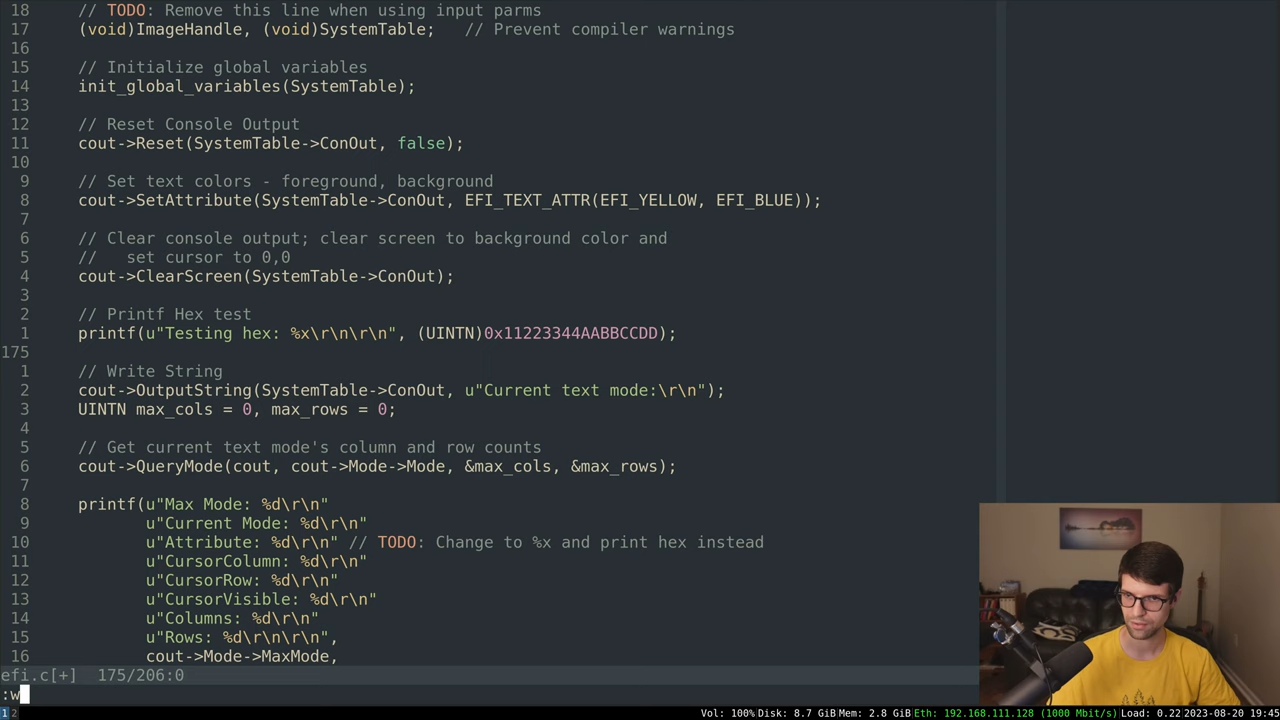 18     // TODO: Remove this line when using input parms
17     (void)ImageHandle, (void)SystemTable;   // Prevent compiler warnings
16
15     // Initialize global variables
14     init_global_variables(SystemTable);
13
12     // Reset Console Output
11     cout->Reset(SystemTable->ConOut, false);
10
9     // Set text colors - foreground, background
8     cout->SetAttribute(SystemTable->ConOut, EFI_TEXT_ATTR(EFI_YELLOW, EFI_BLUE));
7
6     // Clear console output; clear screen to background color and
5     //   set cursor to 0,0
4     cout->ClearScreen(SystemTable->ConOut);
3
2     // Printf Hex test
1     printf(u"Testing hex: %x\r\n\r\n", (UINTN)0x11223344AABBCCDD);
175
1     // Write String
2     cout->OutputString(SystemTable->ConOut, u"Current text mode:\r\n");
3     UINTN max_cols = 0, max_rows = 0;
4
5     // Get current text mode's column and row counts
6     cout->QueryMode(cout, cout->Mode->Mode, &max_cols, &max_rows);
7
8     printf(u"Max Mode: %d\r\n"
9            u"Current Mode: %d\r\n"
10            u"Attribute: %d\r\n" // TODO: Change to %x and print hex instead
11            u"CursorColumn: %d\r\n"
12            u"CursorRow: %d\r\n"
13            u"CursorVisible: %d\r\n"
14            u"Columns: %d\r\n"
15            u"Rows: %d\r\n\r\n",
16            cout->Mode->MaxMode,
efi.c[+]  175/206:0
:w
1 2 Vol: 100% Disk: 8.7 GiB Mem: 2.8 GiB Eth: 192.168.111.128 (1000 Mbit/s) Load: 0.22 2023-08-20 19:45